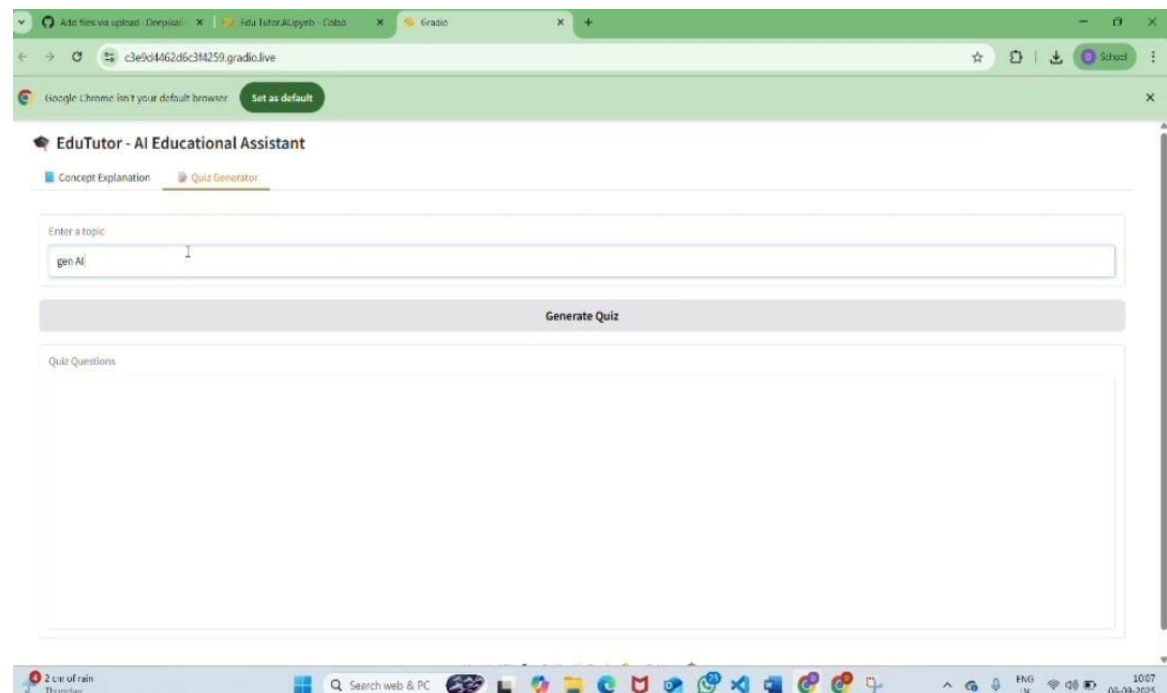 Add files via upload · Deepika
Edu Tutor AI.ipynb - Colab
Gradio
c3e9d4462d6c3f4259.gradio.live
School
Google Chrome isn't your default browser
Set as default
EduTutor - AI Educational Assistant
Concept Explanation
Quiz Generator
Enter a topic
gen AI
Generate Quiz
Quiz Questions
2 cm of rain
Thursday
Search web & PC
ENG
IN
10:07